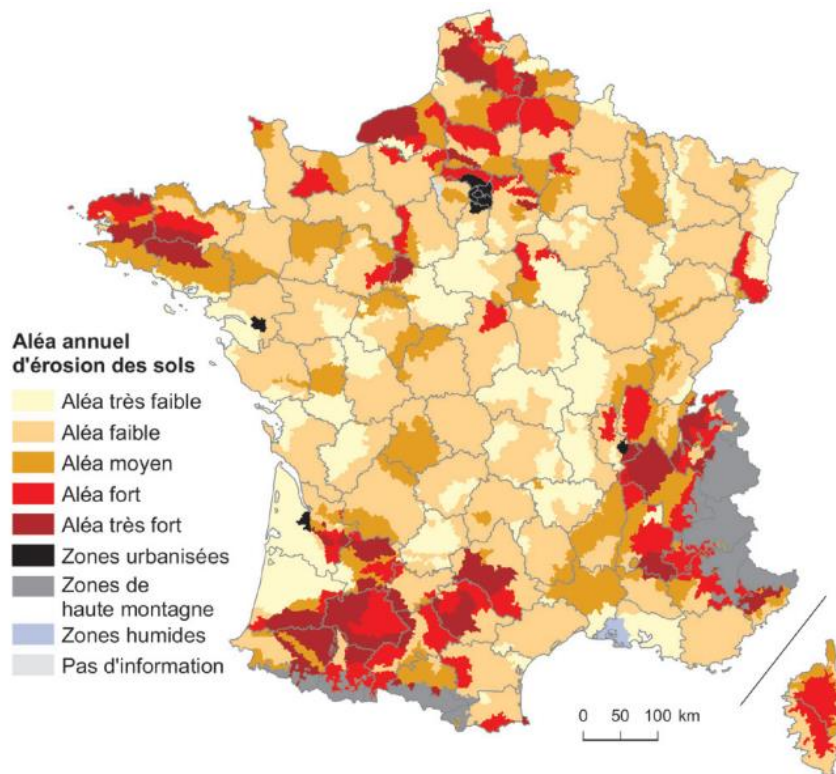 Aléa annuel
d'érosion des sols
Aléa très faible
Aléa faible
Aléa moyen
Aléa fort
Aléa très fort
Zones urbanisées
Zones de
haute montagne
Zones humides
Pas d'information
0 50 100 km